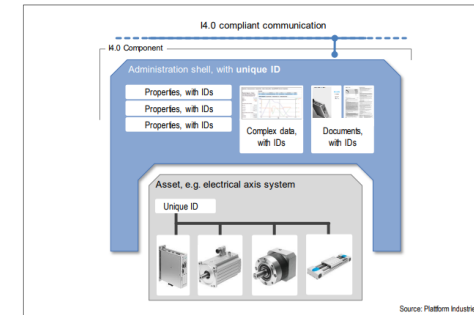 I4.0 compliant communication
I4.0 Component
Administration shell, with unique ID
Properties, with IDs
Properties, with IDs
Properties, with IDs
Complex data,
with IDs
Documents,
with IDs
Asset, e.g. electrical axis system
Unique ID
Source: Plattform Industrie